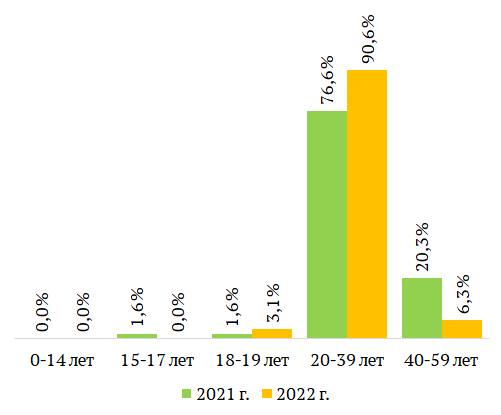 0,0%
0,0%
1,6%
0,0%
1,6%
3,1%
76,6%
90,6%
20,3%
6,3%
0-14 лет
15-17 лет
18-19 лет
20-39 лет
40-59 лет
2021 г.
2022 г.